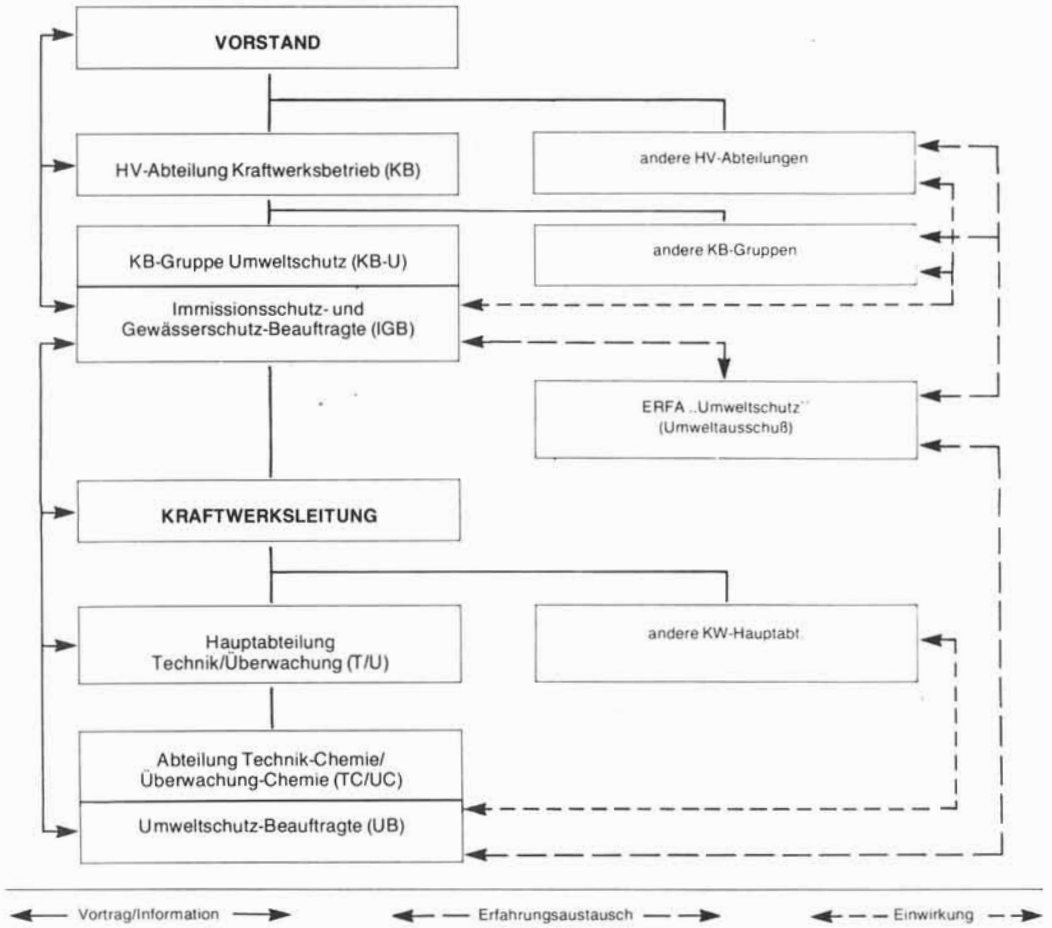 VORSTAND
HV-Abteilung Kraftwerksbetrieb (KB)
andere HV-Abteilungen
KB-Gruppe Umweltschutz (KB-U)
andere KB-Gruppen
Immissionsschutz- und
Gewässerschutz-Beauftragte (IGB)
ERFA „Umweltschutz“
(Umweltausschuß)
KRAFTWERKSLEITUNG
Hauptabteilung
Technik/Überwachung (T/U)
andere KW-Hauptabt.
Abteilung Technik-Chemie/
Überwachung-Chemie (TC/UC)
Umweltschutz-Beauftragte (UB)
Vortrag/Information
Erfahrungsaustausch
Einwirkung